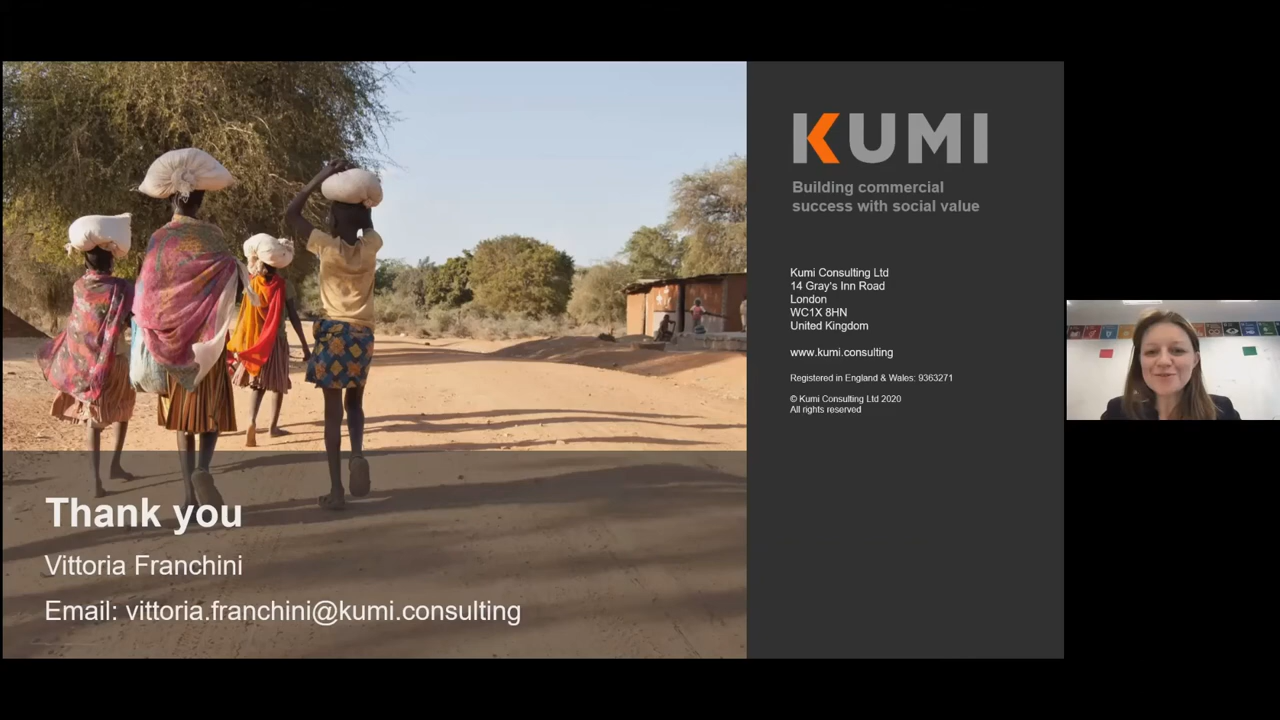 Thank you
Vittoria Franchini
Email: vittoria.franchini@kumi.consulting
KUMI
Building commercial
success with social value
Kumi Consulting Ltd
14 Gray's Inn Road
London
WC1X 8HN
United Kingdom
www.kumi.consulting
Registered in England & Wales: 9363271
© Kumi Consulting Ltd 2020
All rights reserved